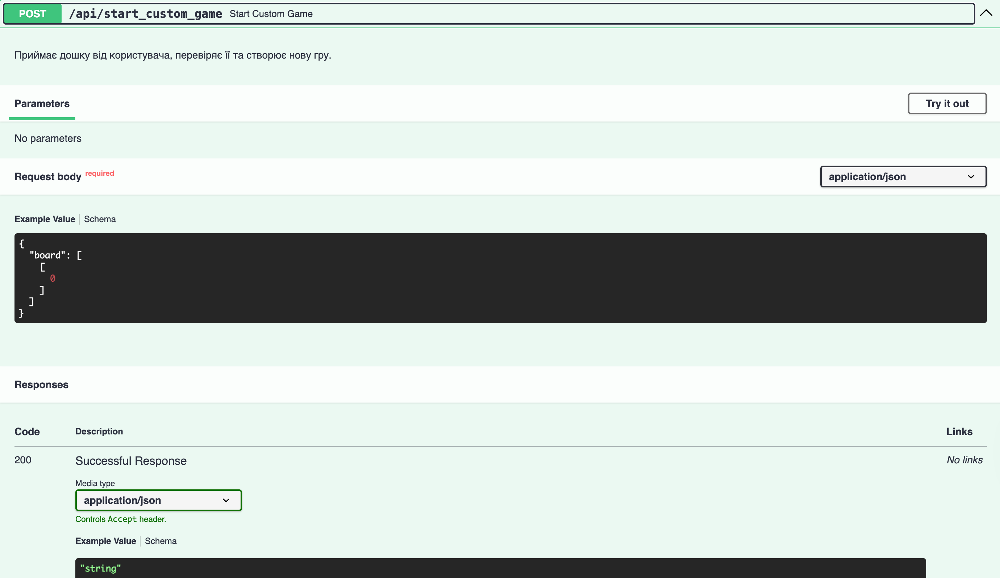 POST /api/start_custom_game Start Custom Game
Приймає дошку від користувача, перевіряє її та створює нову гру.
Parameters Try it out
No parameters
Request body required application/json
Example Value Schema
{
"board": [
[
0
]
]
}
Responses
Code Description Links
200 Successful Response No links
Media type
application/json
Controls Accept header.
Example Value Schema
"string"